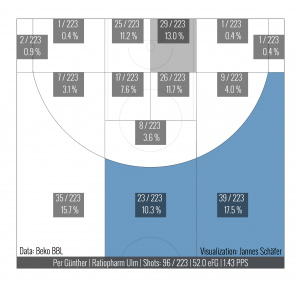 1 / 223
0.4 %
25 / 223
11.2 %
29 / 223
13.0 %
1 / 223
0.4 %
2 / 223
0.9 %
1 / 223
0.4 %
7 / 223
3.1 %
17 / 223
7.6 %
26 / 223
11.7 %
9 / 223
4.0 %
8 / 223
3.6 %
35 / 223
15.7 %
23 / 223
10.3 %
39 / 223
17.5 %
Data: Beko BBL
Visualization: Jannes Schäfer
Per Günther | Ratiopharm Ulm | Shots: 96 / 223 | 52.0 eFG | 1.43 PPS